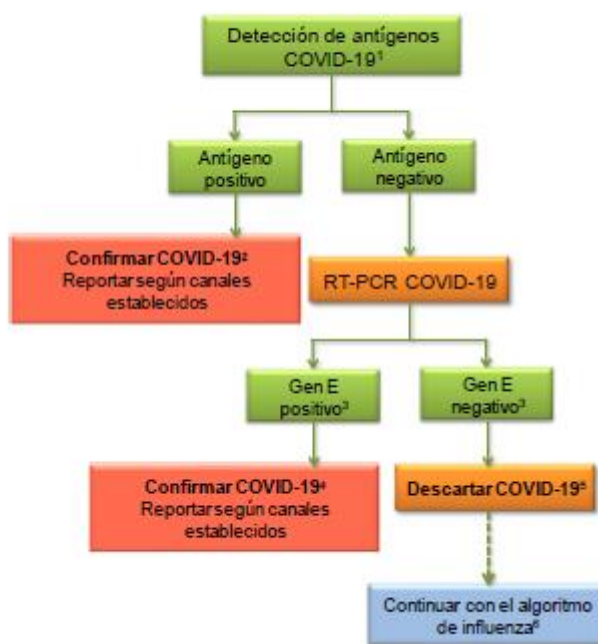 Detección de antígenos
COVID-19¹
Antígeno
positivo
Antígeno
negativo
Confirmar COVID-19²
Reportar según canales
establecidos
RT-PCR COVID-19
Gen E
positivo³
Gen E
negativo³
Confirmar COVID-19⁴
Reportar según canales
establecidos
Descartar COVID-19⁵
Continuar con el algoritmo
de influenza⁶